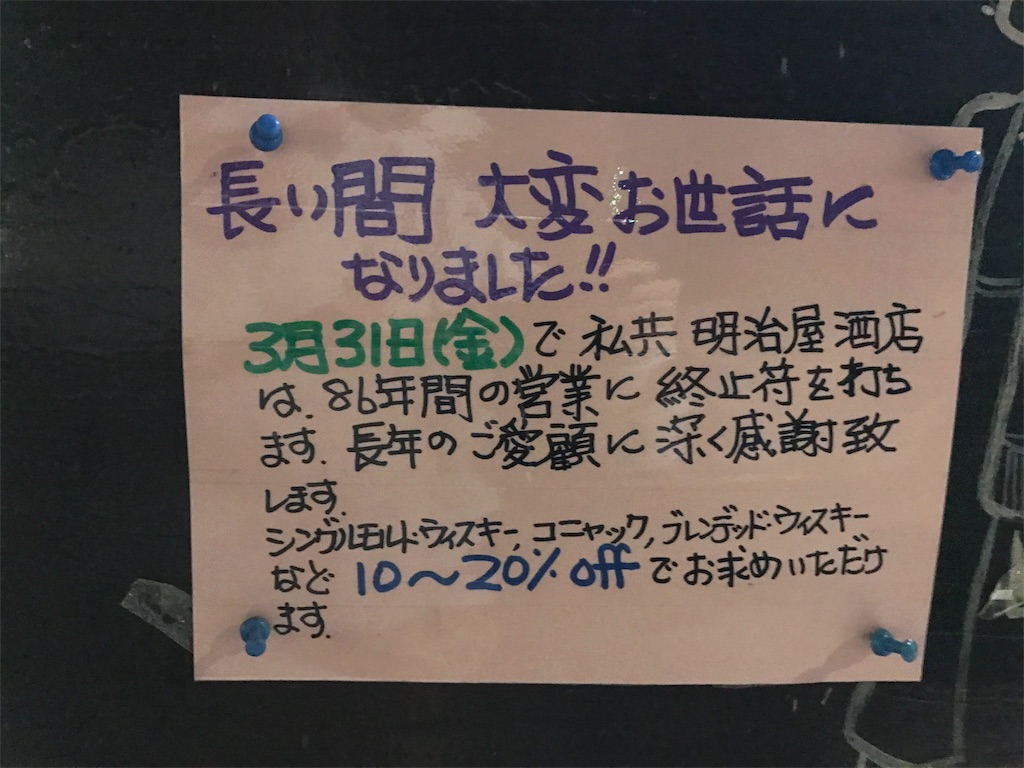 長い間 大変お世話に
なりました!!
3月31日(金)で 私共 明治屋酒店
は、86年間の営業に 終止符を打ち
ます. 長年のご愛顧に 深く感謝致
します.
シングルモルト・ウィスキー, コニャック, ブレンデッド・ウィスキー
など 10～20% offでお求めいただけ
ます.